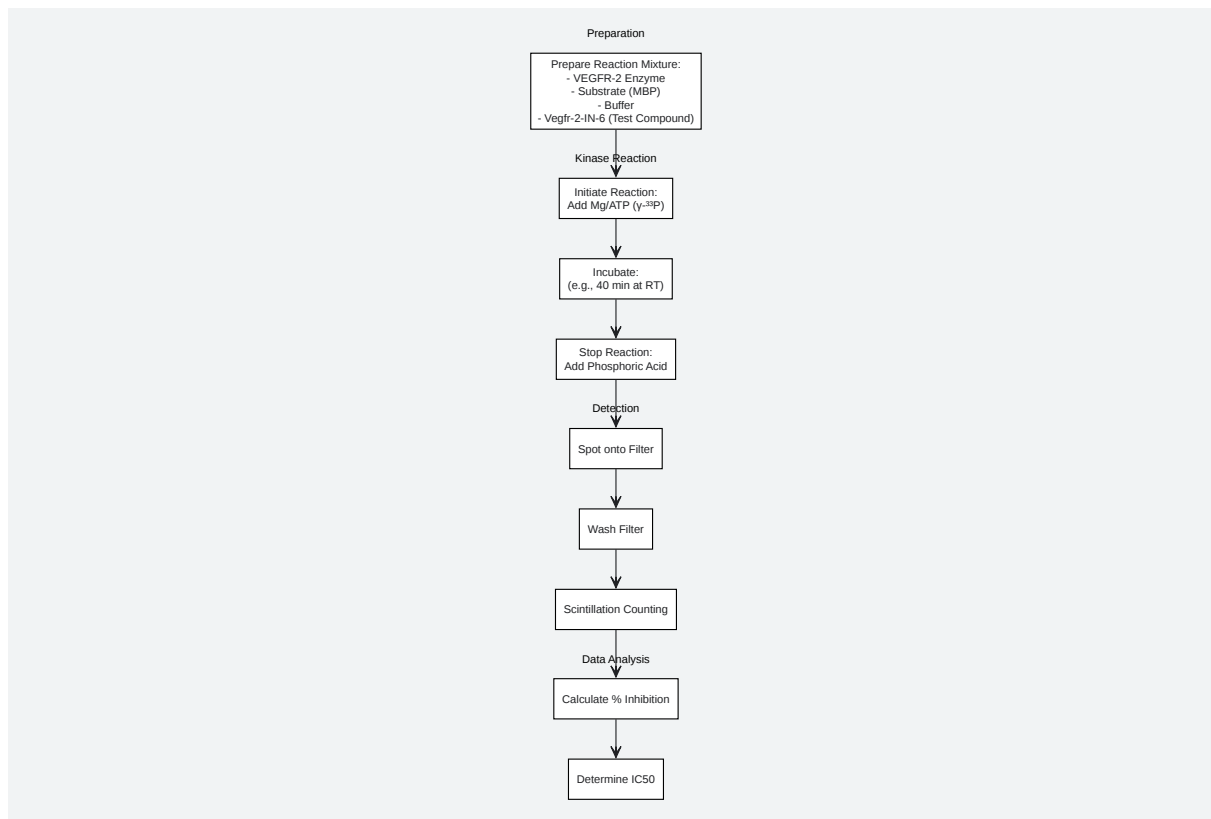 Preparation
Prepare Reaction Mixture:
- VEGFR-2 Enzyme
- Substrate (MBP)
- Buffer
- Vegfr-2-IN-6 (Test Compound)
Kinase Reaction
Initiate Reaction:
Add Mg/ATP (γ-³³P)
Incubate:
(e.g., 40 min at RT)
Stop Reaction:
Add Phosphoric Acid
Detection
Spot onto Filter
Wash Filter
Scintillation Counting
Data Analysis
Calculate % Inhibition
Determine IC50